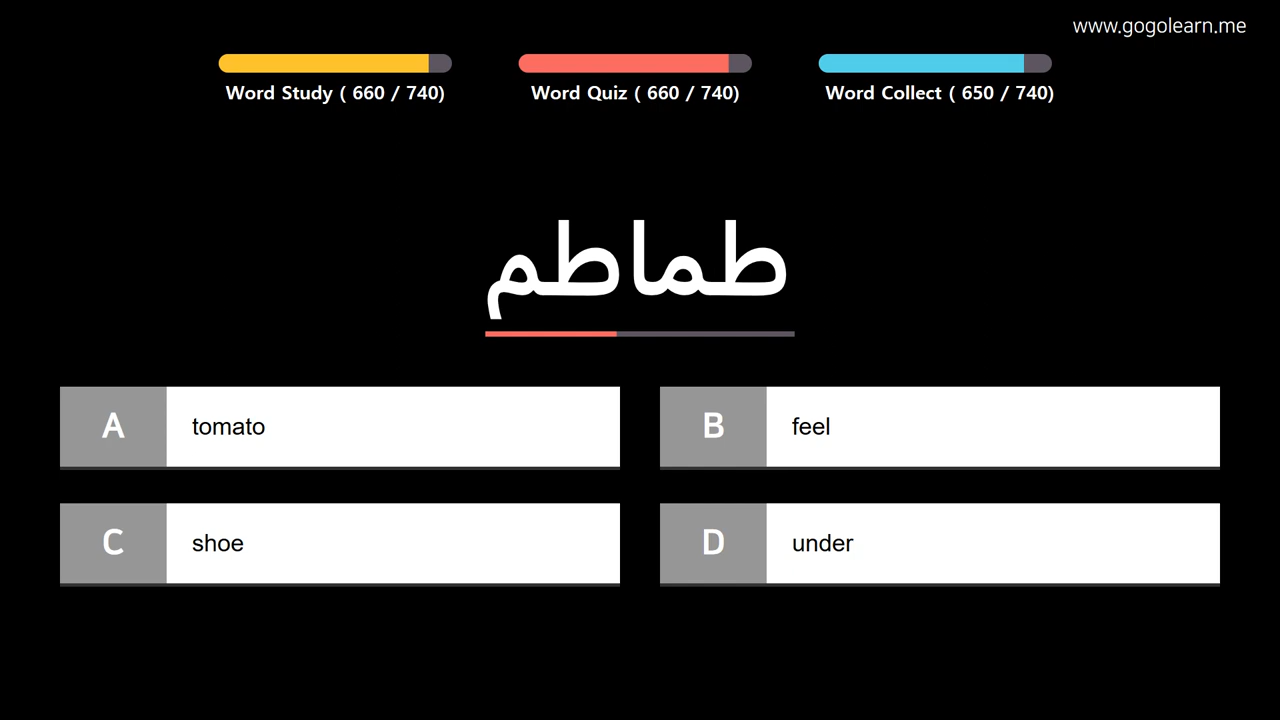 www.gogolearn.me
Word Study ( 660 / 740)
Word Quiz ( 660 / 740)
Word Collect ( 650 / 740)
طماطم
A tomato
B feel
C shoe
D under